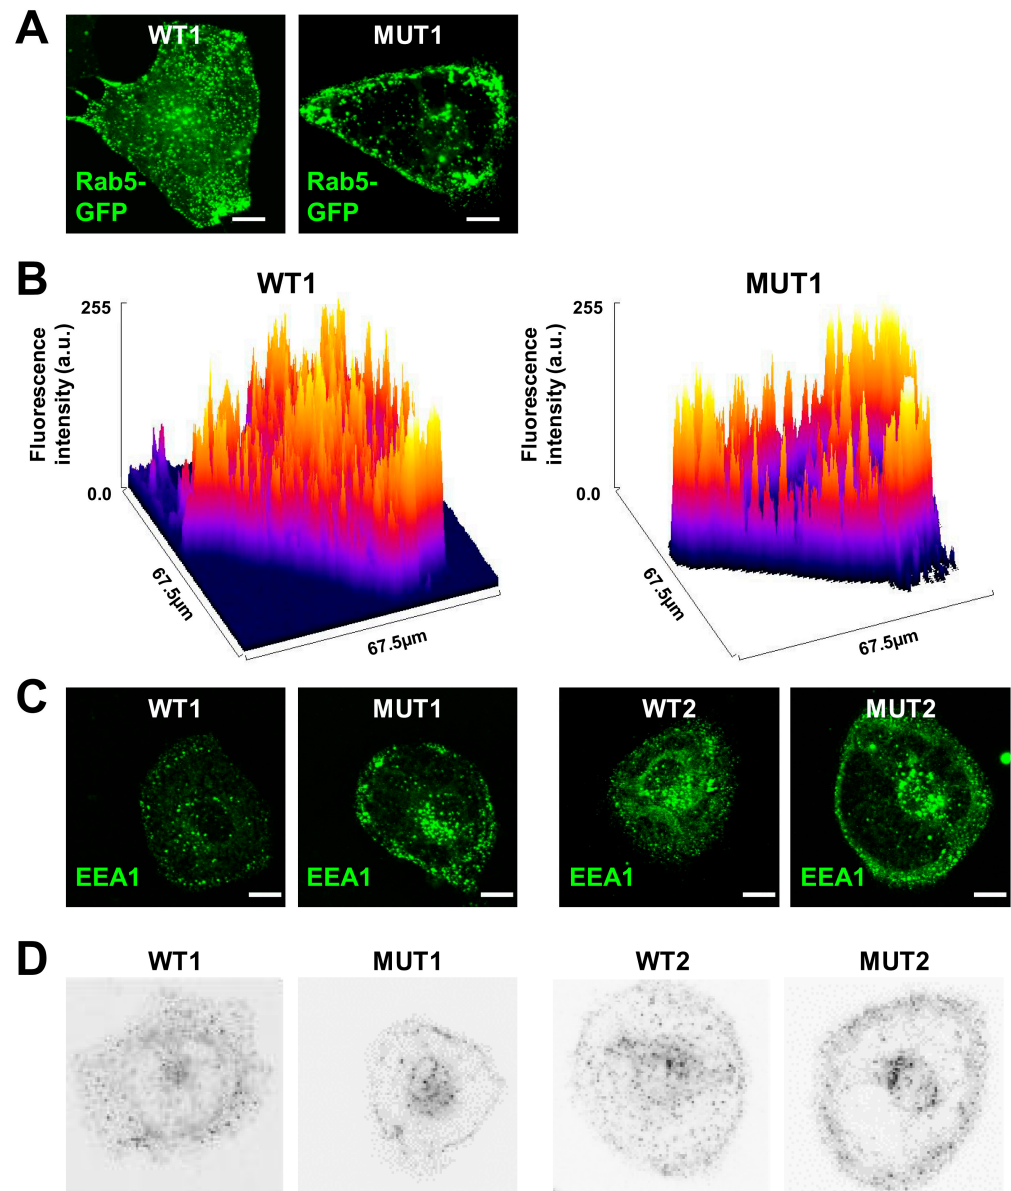 A
WT1
MUT1
Rab5-
GFP
Rab5-
GFP
B
WT1
MUT1
255
Fluorescence
intensity (a.u.)
0.0
67.5µm
67.5µm
255
Fluorescence
intensity (a.u.)
0.0
67.5µm
67.5µm
C
WT1
MUT1
WT2
MUT2
EEA1
EEA1
EEA1
EEA1
D
WT1
MUT1
WT2
MUT2